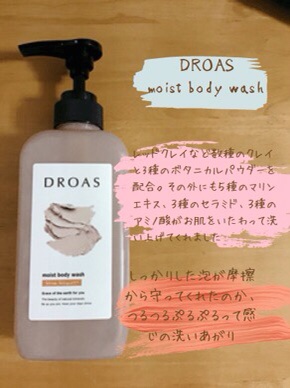 DROAS
moist body wash
レッドクレイなど数種のクレイ
と3種のボタニカルパウダーを
配合。その外にも5種のマリン
エキス、3種のセラミド、3種の
アミノ酸がお肌をいたわって洗
い上げてくれました
しっかりした泡が摩擦
から守ってくれたのか、
つるつるぷるぷるって感
じの洗いあがり
DROAS
moist body wash